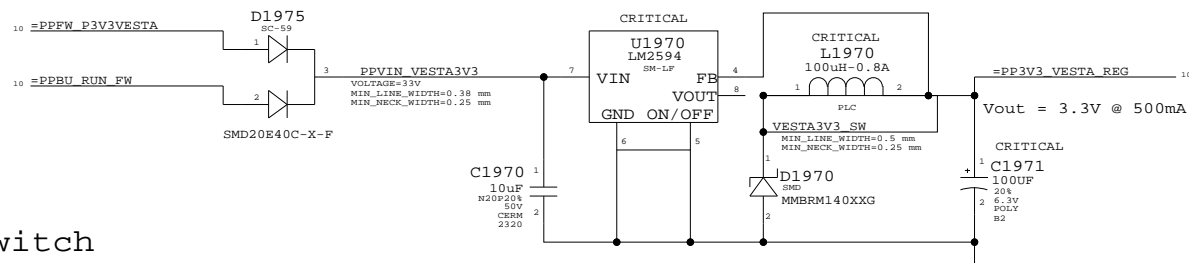 D1975
SC-59
CRITICAL
10 =PPFW_P3V3VESTA
1
U1970
LM2594
SM-LF
CRITICAL
L1970
100uH-0.8A
10 =PPBU_RUN_FW
3
PPVIN_VESTA3V3
7
VIN
FB
4
=PP3V3_VESTA_REG
10
VOLTAGE=33V
MIN_LINE_WIDTH=0.38 mm
MIN_NECK_WIDTH=0.25 mm
2
VOUT
8
1
2
PLC
Vout = 3.3V @ 500mA
SMD20E40C-X-F
GND ON/OFF
VESTA3V3_SW
MIN_LINE_WIDTH=0.5 mm
MIN_NECK_WIDTH=0.25 mm
6
5
CRITICAL
C1970
10uF
N20P20%
50V
CERM
2320
1
2
1
D1970
SMD
MMBRM140XXG
2
+
1
C1971
100UF
20%
6.3V
POLY
B2
2
witch